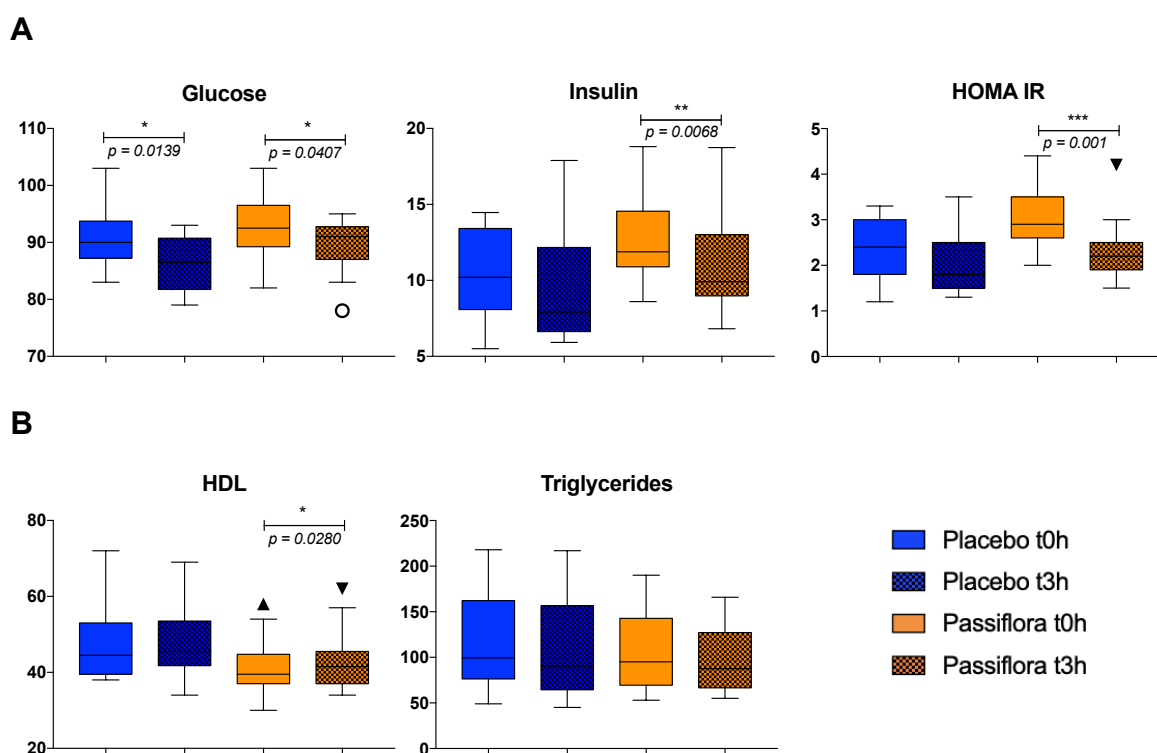 A
Glucose
110
100
90
80
70
*
p = 0.0139
*
p = 0.0407
Insulin
20
15
10
5
**
p = 0.0068
HOMA IR
5
4
3
2
1
0
***
p = 0.001
B
HDL
80
60
40
20
*
p = 0.0280
Triglycerides
250
200
150
100
50
0
Placebo t0h
Placebo t3h
Passiflora t0h
Passiflora t3h